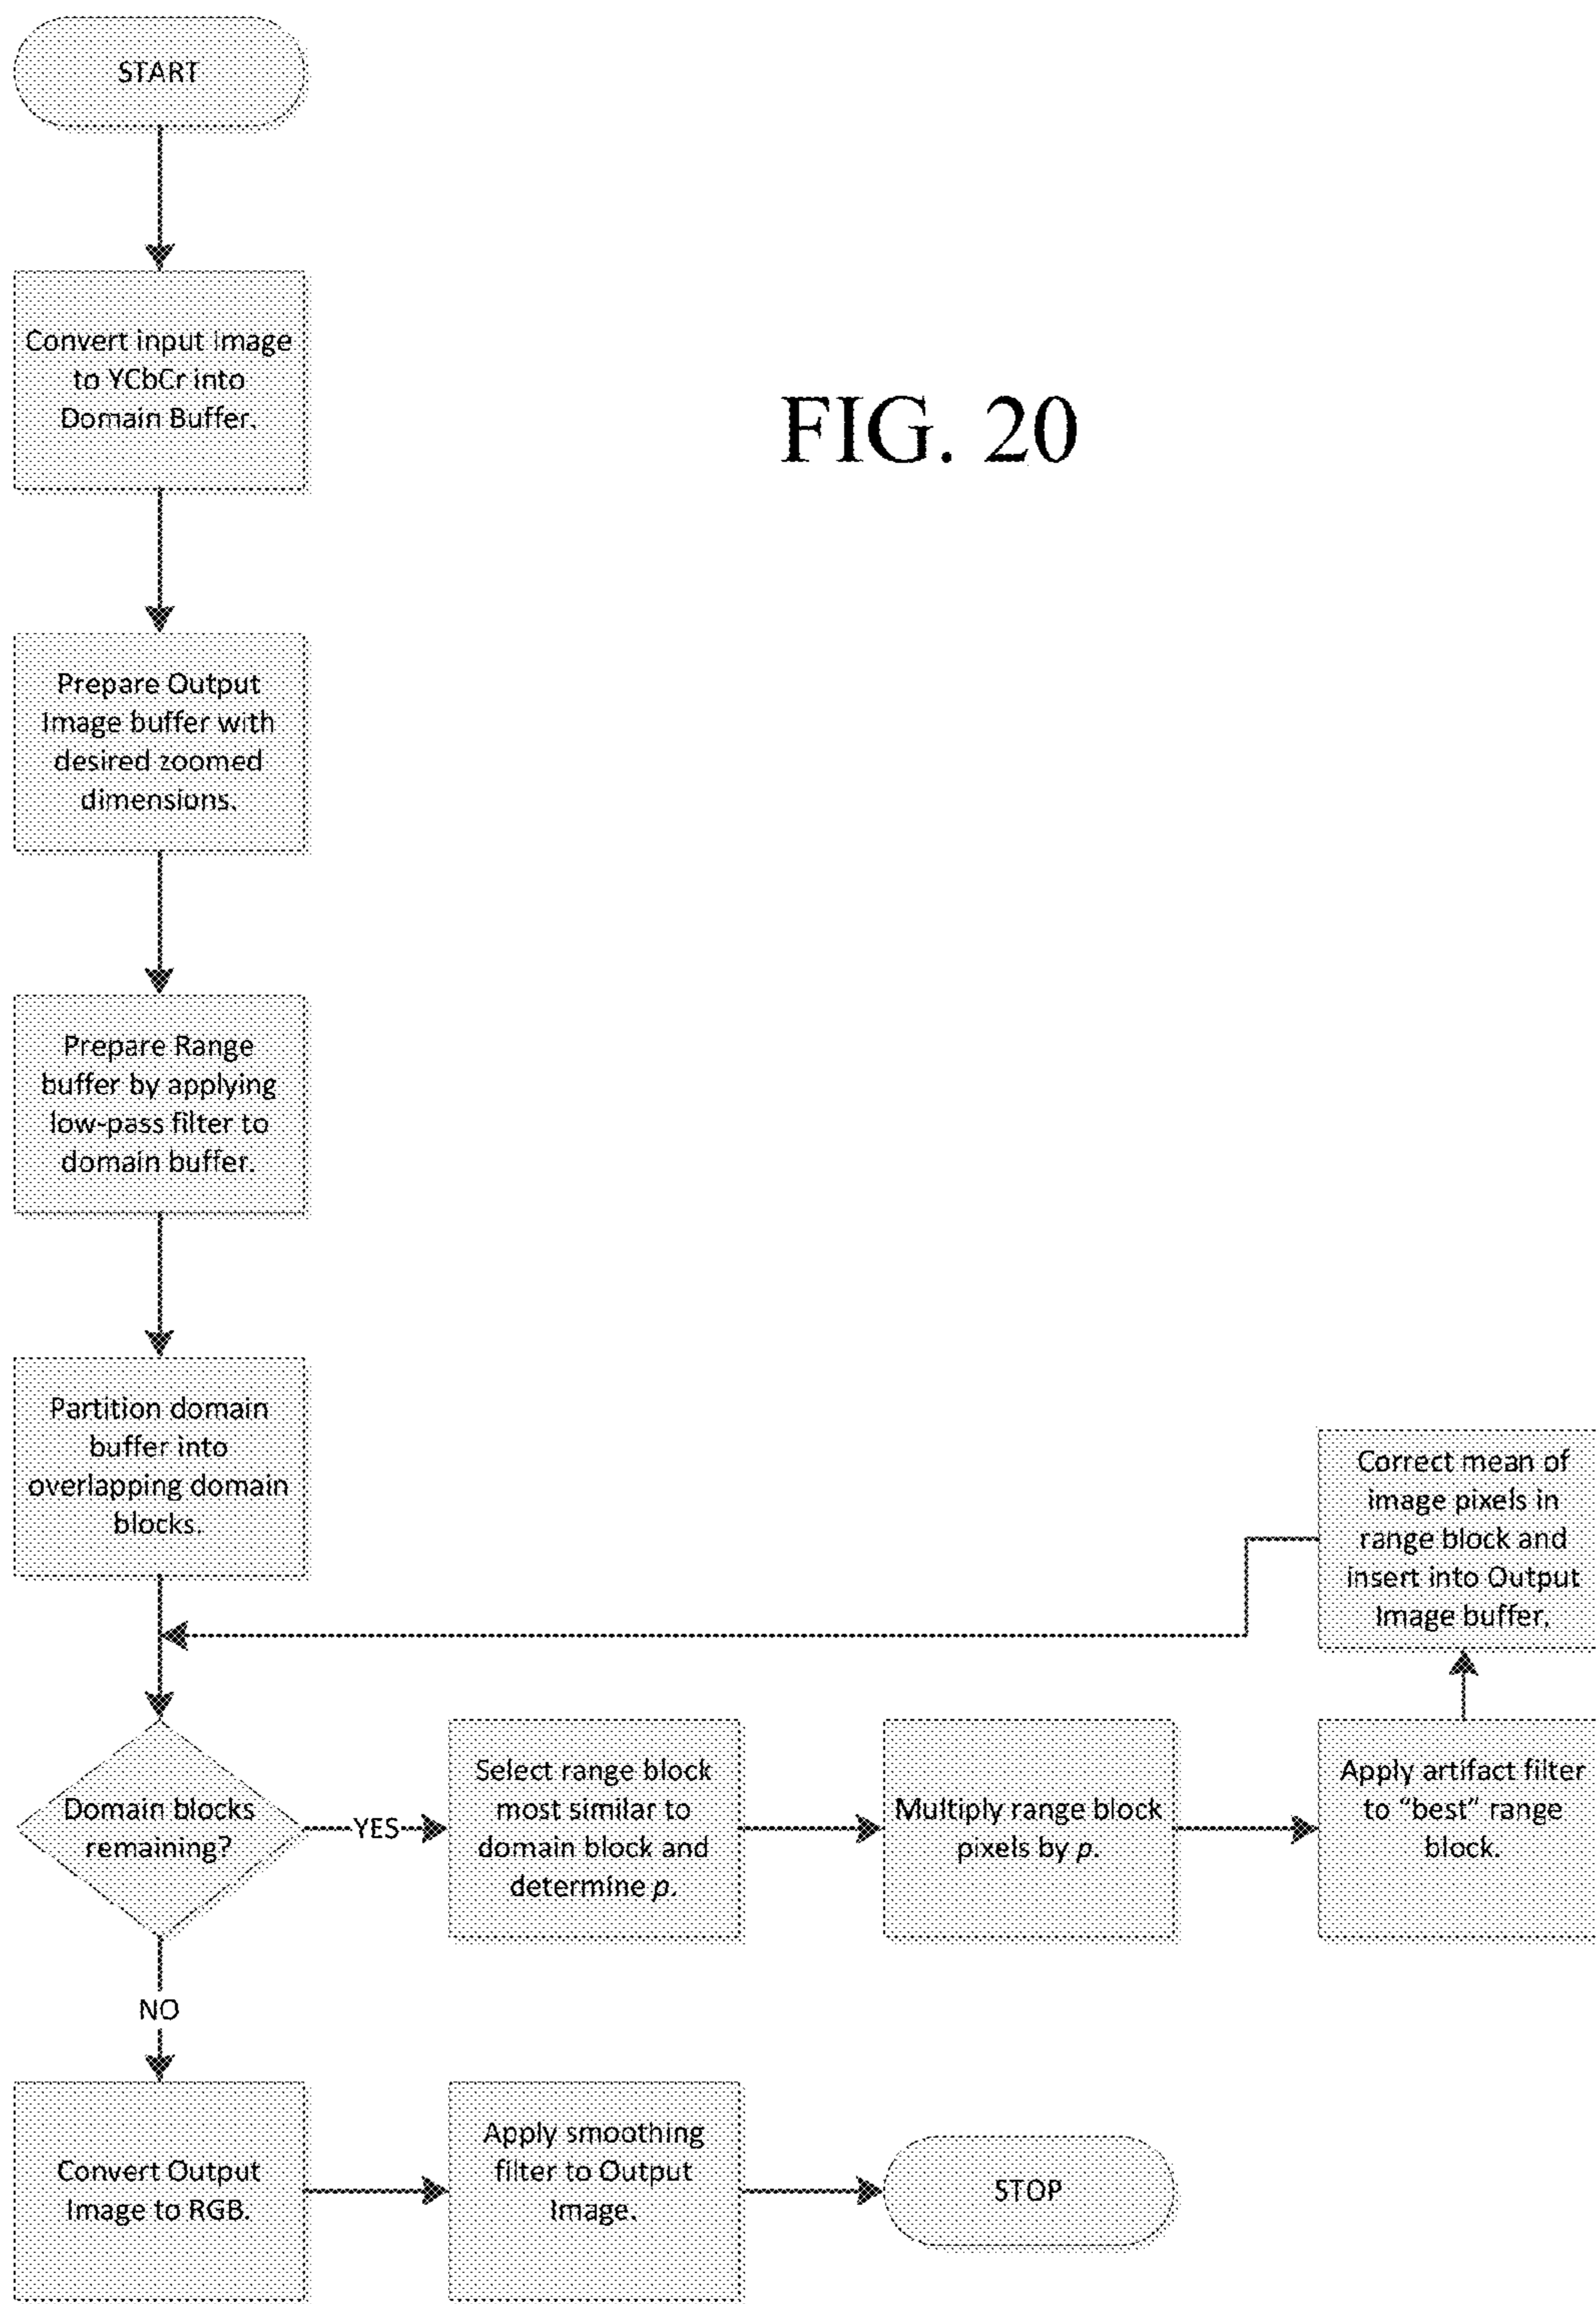 START
Convert input image
to YCbCr into
Domain Buffer.
FIG. 20
Prepare Output
Image buffer with
desired zoomed
dimensions.
Prepare Range
buffer by applying
low-pass filter to
domain buffer.
Partition domain
buffer into
overlapping domain
blocks.
Correct mean of
image pixels in
range block and
insert into Output
Image buffer.
Domain blocks
remaining?
YES
Select range block
most similar to
domain block and
determine p.
Multiply range block
pixels by p.
Apply artifact filter
to “best” range
block.
NO
Convert Output
Image to RGB.
Apply smoothing
filter to Output
Image.
STOP